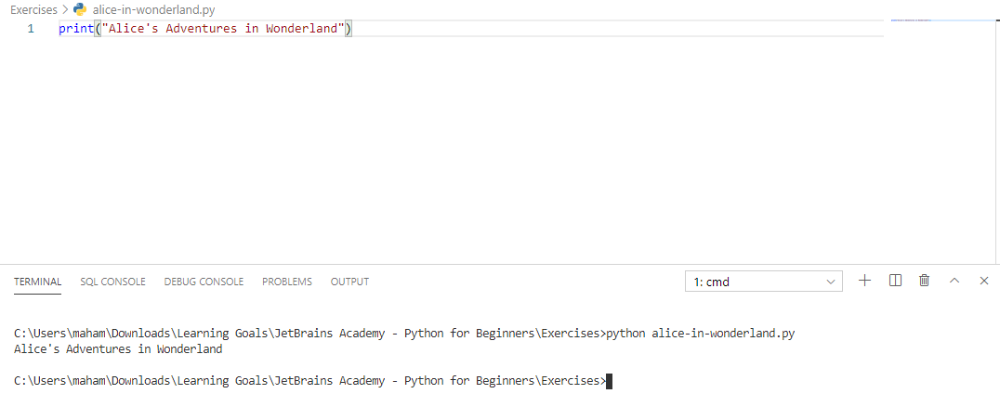 Exercises > alice-in-wonderland.py
1 print("Alice's Adventures in Wonderland")
TERMINAL SQL CONSOLE DEBUG CONSOLE PROBLEMS OUTPUT 1: cmd
C:\Users\maham\Downloads\Learning Goals\JetBrains Academy - Python for Beginners\Exercises>python alice-in-wonderland.py
Alice's Adventures in Wonderland
C:\Users\maham\Downloads\Learning Goals\JetBrains Academy - Python for Beginners\Exercises>